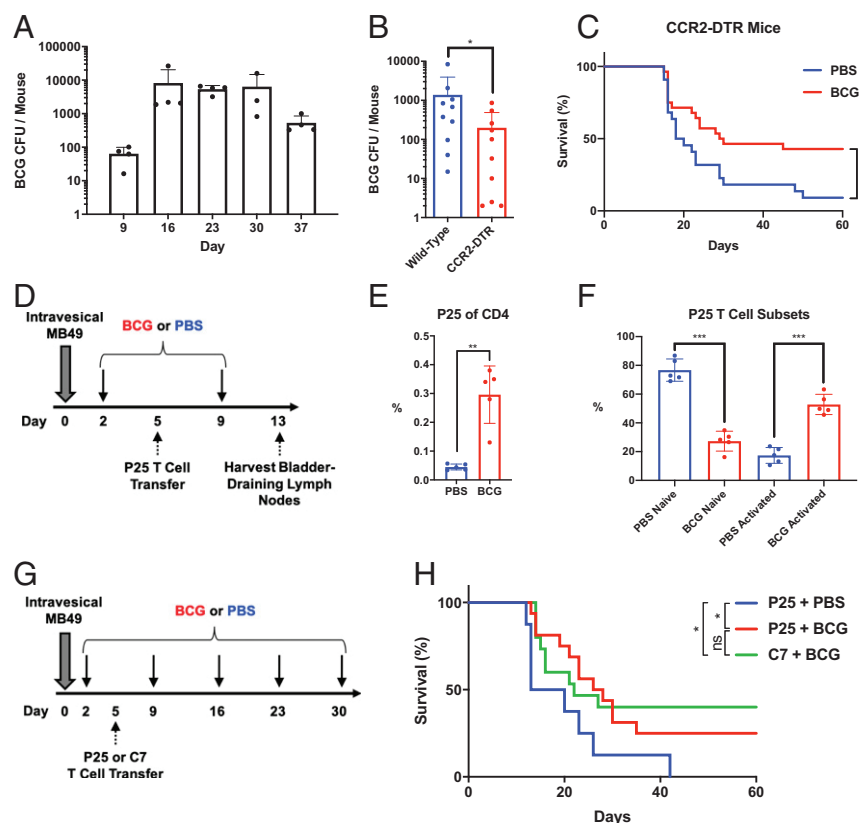 A
BCG CFU / Mouse
100000
10000
1000
100
10
1
9
16
23
30
37
Day
B
*
BCG CFU / Mouse
10000
1000
100
10
1
Wild-Type
CCR2-DTR
C
CCR2-DTR Mice
PBS
BCG
Survival (%)
100
50
0
0
20
40
60
Days
D
Intravesical
MB49
BCG or PBS
Day 0 2 5 9 13
P25 T Cell
Transfer
Harvest Bladder-
Draining Lymph
Nodes
E
P25 of CD4
**
%
0.5
0.4
0.3
0.2
0.1
0.0
PBS
BCG
F
P25 T Cell Subsets
***
***
%
100
80
60
40
20
0
PBS Naive
BCG Naive
PBS Activated
BCG Activated
G
Intravesical
MB49
BCG or PBS
Day 0 2 5 9 16 23 30
P25 or C7
T Cell Transfer
H
P25 + PBS
P25 + BCG
C7 + BCG
*
*
ns
Survival (%)
100
50
0
0
20
40
60
Days